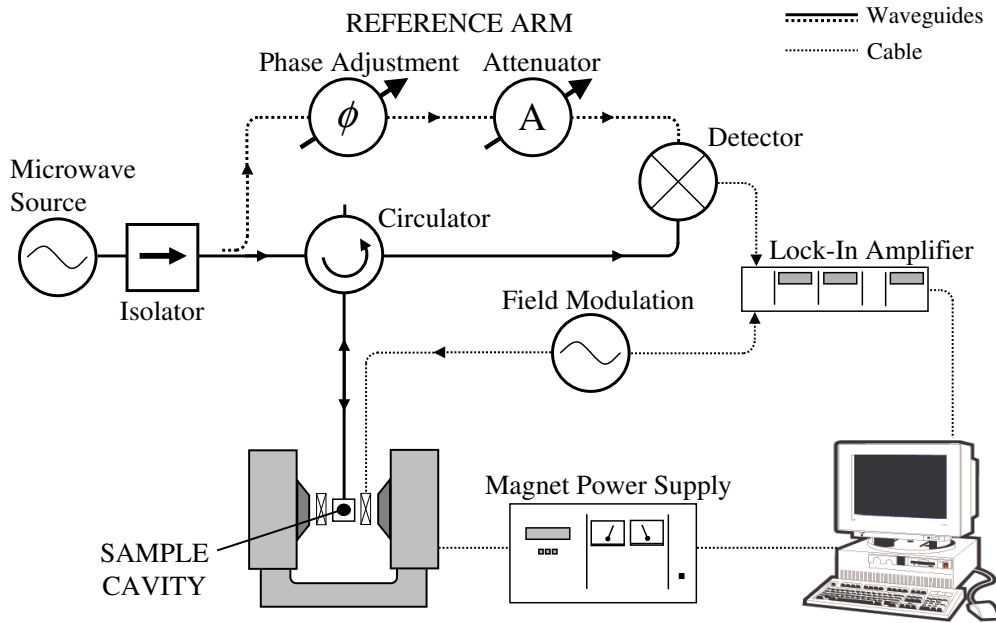 REFERENCE ARM
Waveguides
Cable
Phase Adjustment
Attenuator
ϕ
A
Detector
Microwave
Source
Circulator
Isolator
Lock-In Amplifier
Field Modulation
Magnet Power Supply
SAMPLE
CAVITY